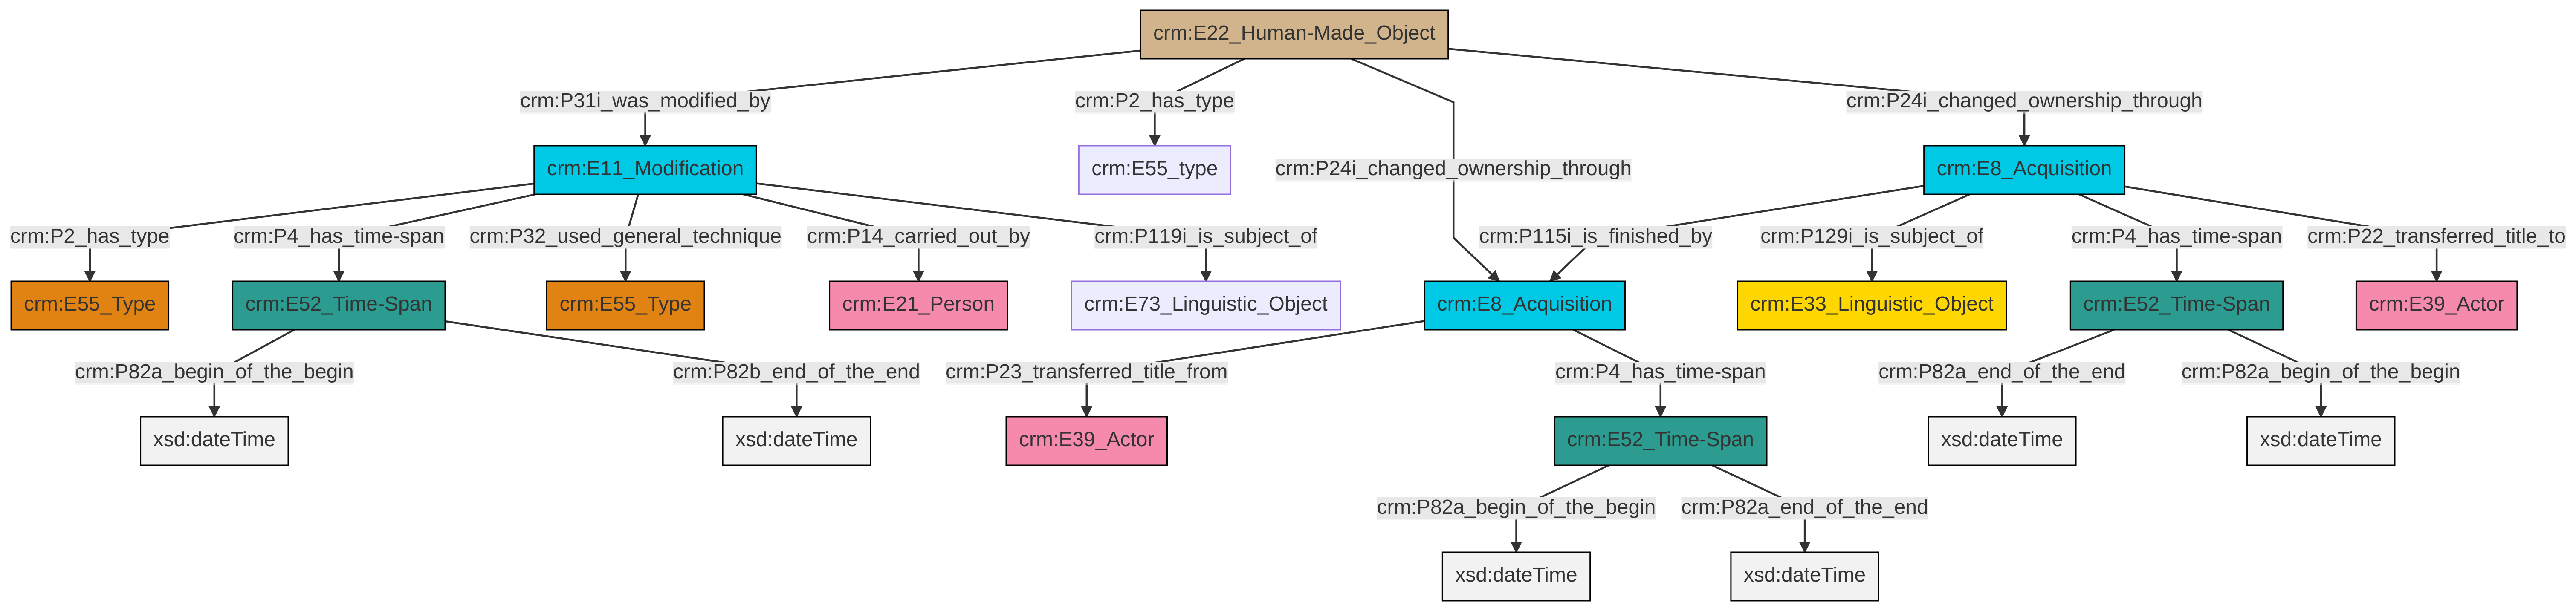 crm:E22_Human-Made_Object
crm:P31i_was_modified_by
crm:P2_has_type
crm:P24i_changed_ownership_through
crm:E11_Modification
crm:E55_type
crm:P24i_changed_ownership_through
crm:E8_Acquisition
crm:P2_has_type
crm:P4_has_time-span
crm:P32_used_general_technique
crm:P14_carried_out_by
crm:P119i_is_subject_of
crm:P115i_is_finished_by
crm:P129i_is_subject_of
crm:P4_has_time-span
crm:P22_transferred_title_to
crm:E55_Type
crm:E52_Time-Span
crm:E55_Type
crm:E21_Person
crm:E73_Linguistic_Object
crm:E8_Acquisition
crm:E33_Linguistic_Object
crm:E52_Time-Span
crm:E39_Actor
crm:P82a_begin_of_the_begin
crm:P82b_end_of_the_end
crm:P23_transferred_title_from
crm:P4_has_time-span
crm:P82a_end_of_the_end
crm:P82a_begin_of_the_begin
xsd:dateTime
xsd:dateTime
crm:E39_Actor
crm:E52_Time-Span
xsd:dateTime
xsd:dateTime
crm:P82a_begin_of_the_begin
crm:P82a_end_of_the_end
xsd:dateTime
xsd:dateTime